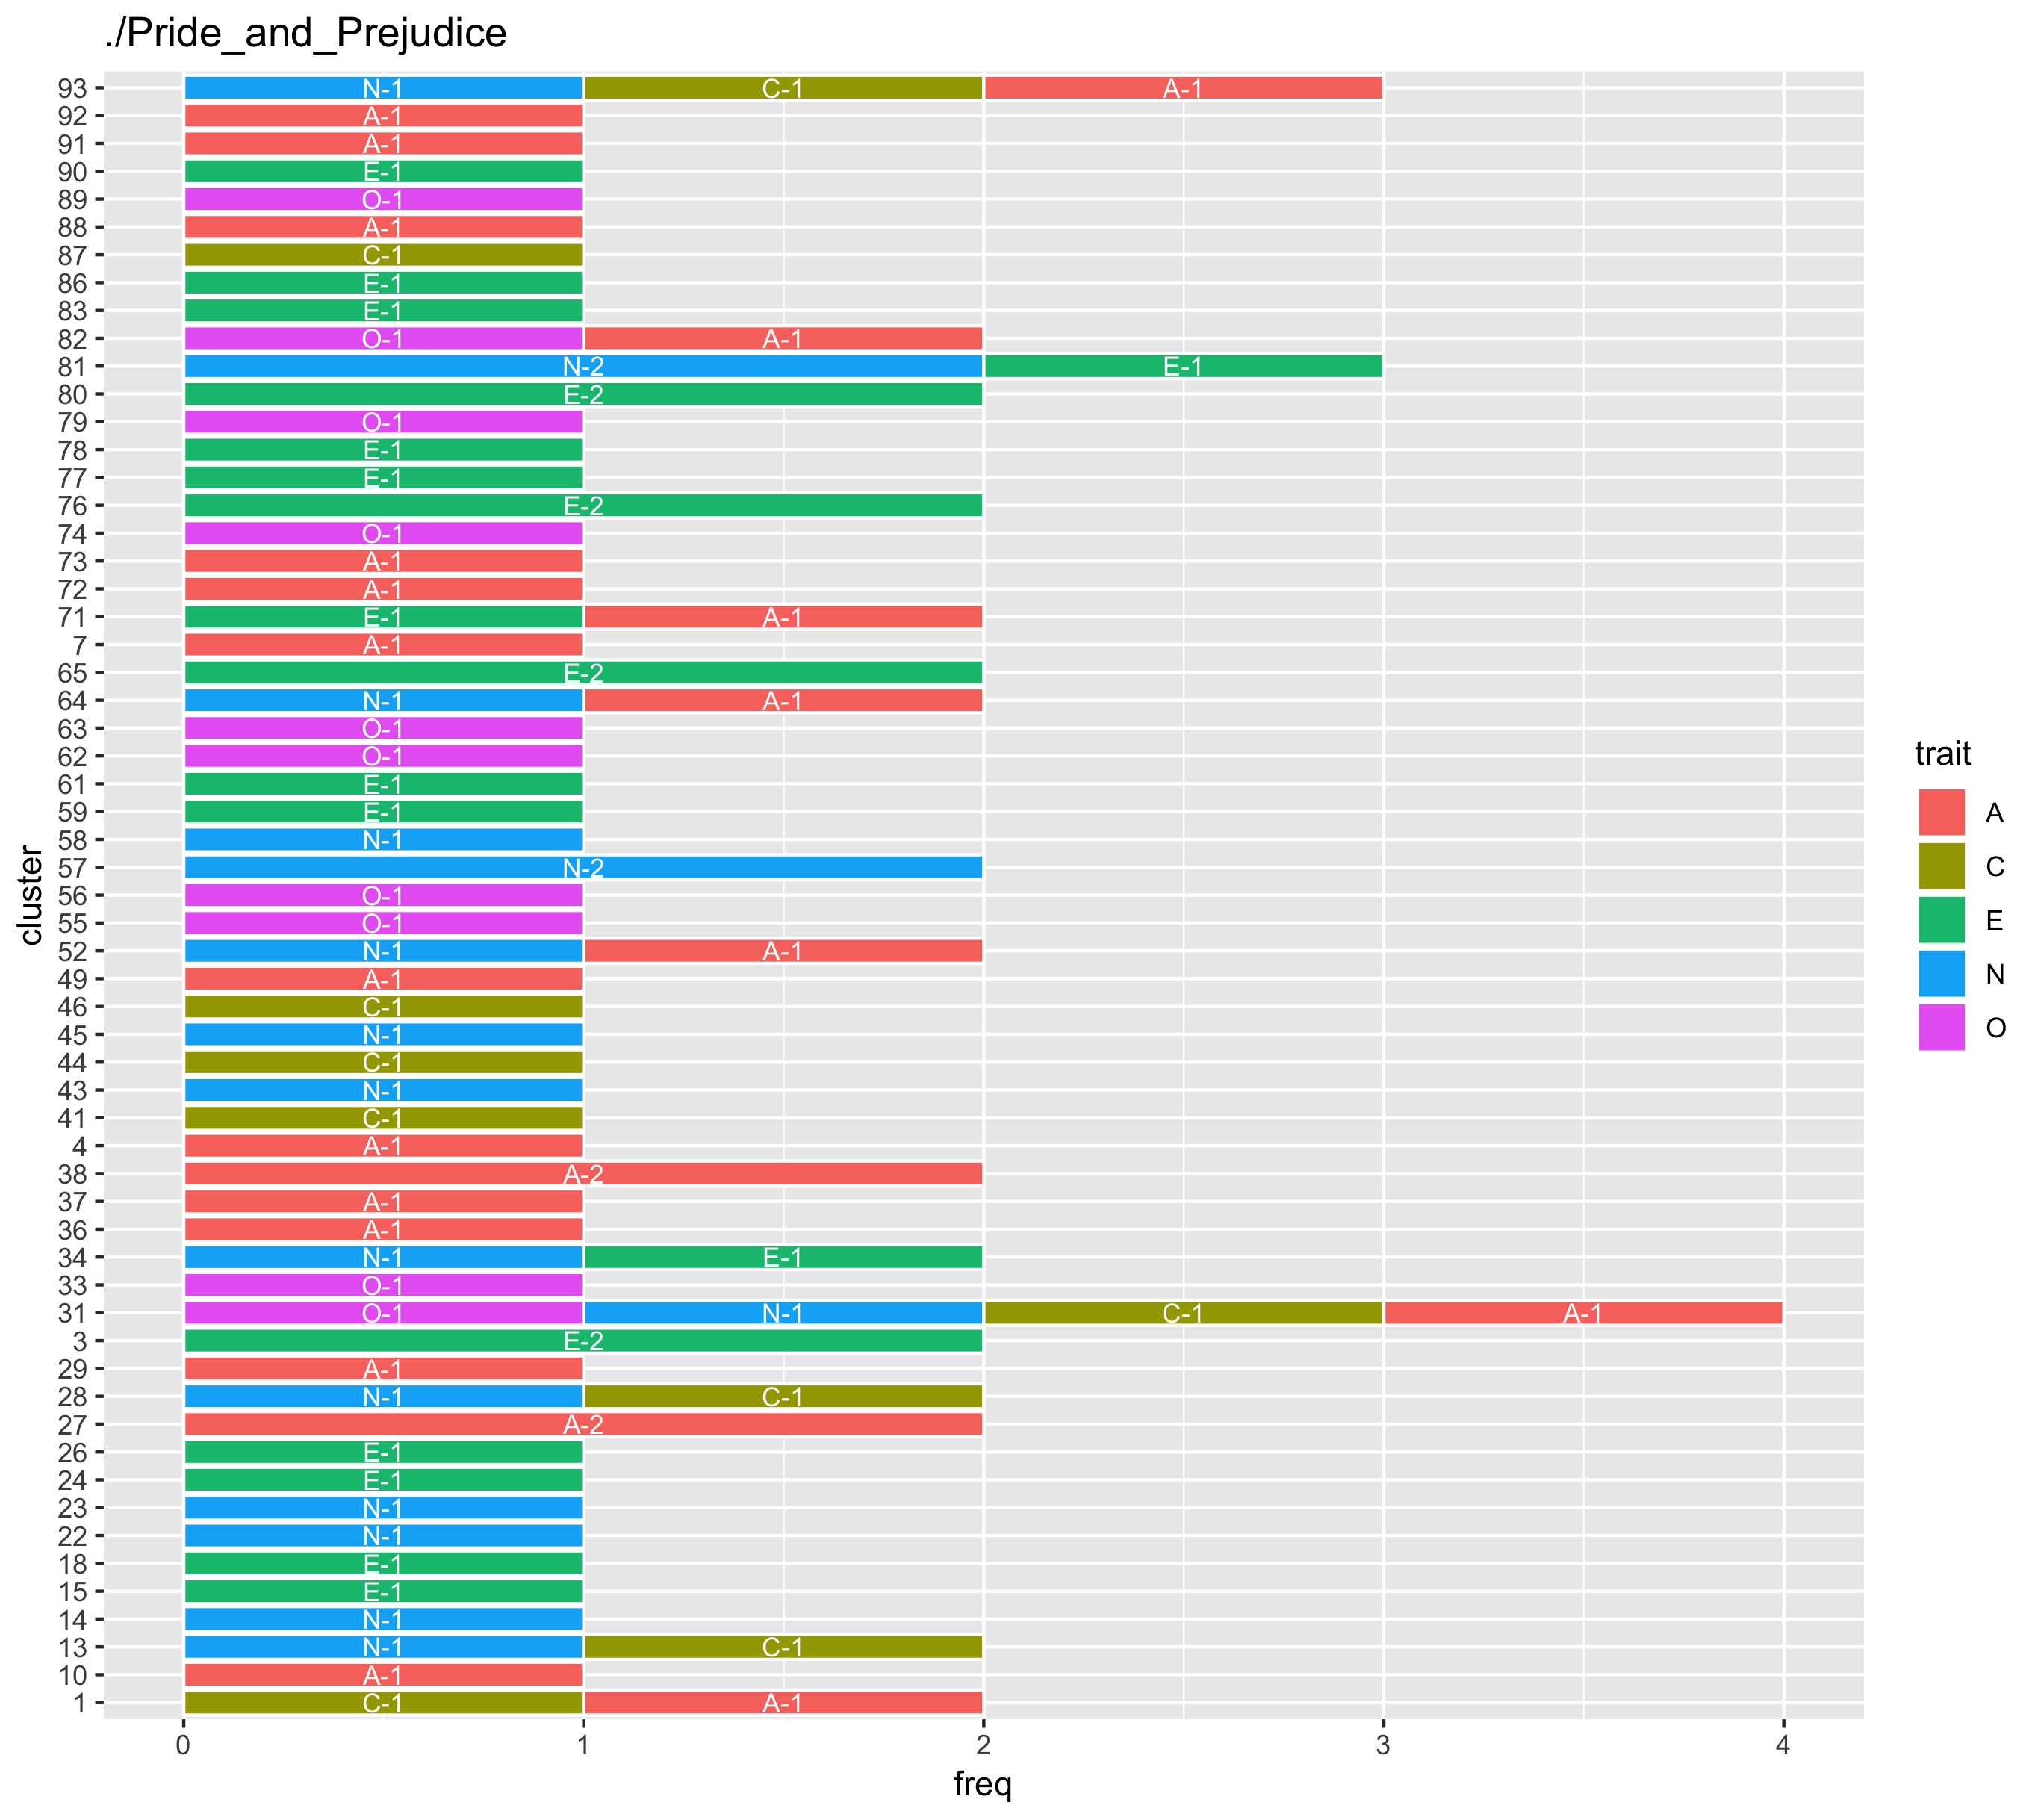 ./Pride_and_Prejudice
93 N-1 C-1 A-1
92 A-1
91 A-1
90 E-1
89 O-1
88 A-1
87 C-1
86 E-1
83 E-1
82 O-1 A-1
81 N-2 E-1
80 E-2
79 O-1
78 E-1
77 E-1
76 E-2
74 O-1
73 A-1
72 A-1
71 E-1 A-1
7 A-1
65 E-2
64 N-1 A-1
63 O-1
62 O-1
61 E-1
59 E-1
58 N-1
57 N-2
56 O-1
55 O-1
52 N-1 A-1
49 A-1
46 C-1
45 N-1
44 C-1
43 N-1
41 C-1
4 A-1
38 A-2
37 A-1
36 A-1
34 N-1 E-1
33 O-1
31 O-1 N-1 C-1 A-1
3 E-2
29 A-1
28 N-1 C-1
27 A-2
26 E-1
24 E-1
23 N-1
22 N-1
18 E-1
15 E-1
14 N-1
13 N-1 C-1
10 A-1
1 C-1 A-1
0 1 2 3 4
freq
cluster
trait
A
C
E
N
O